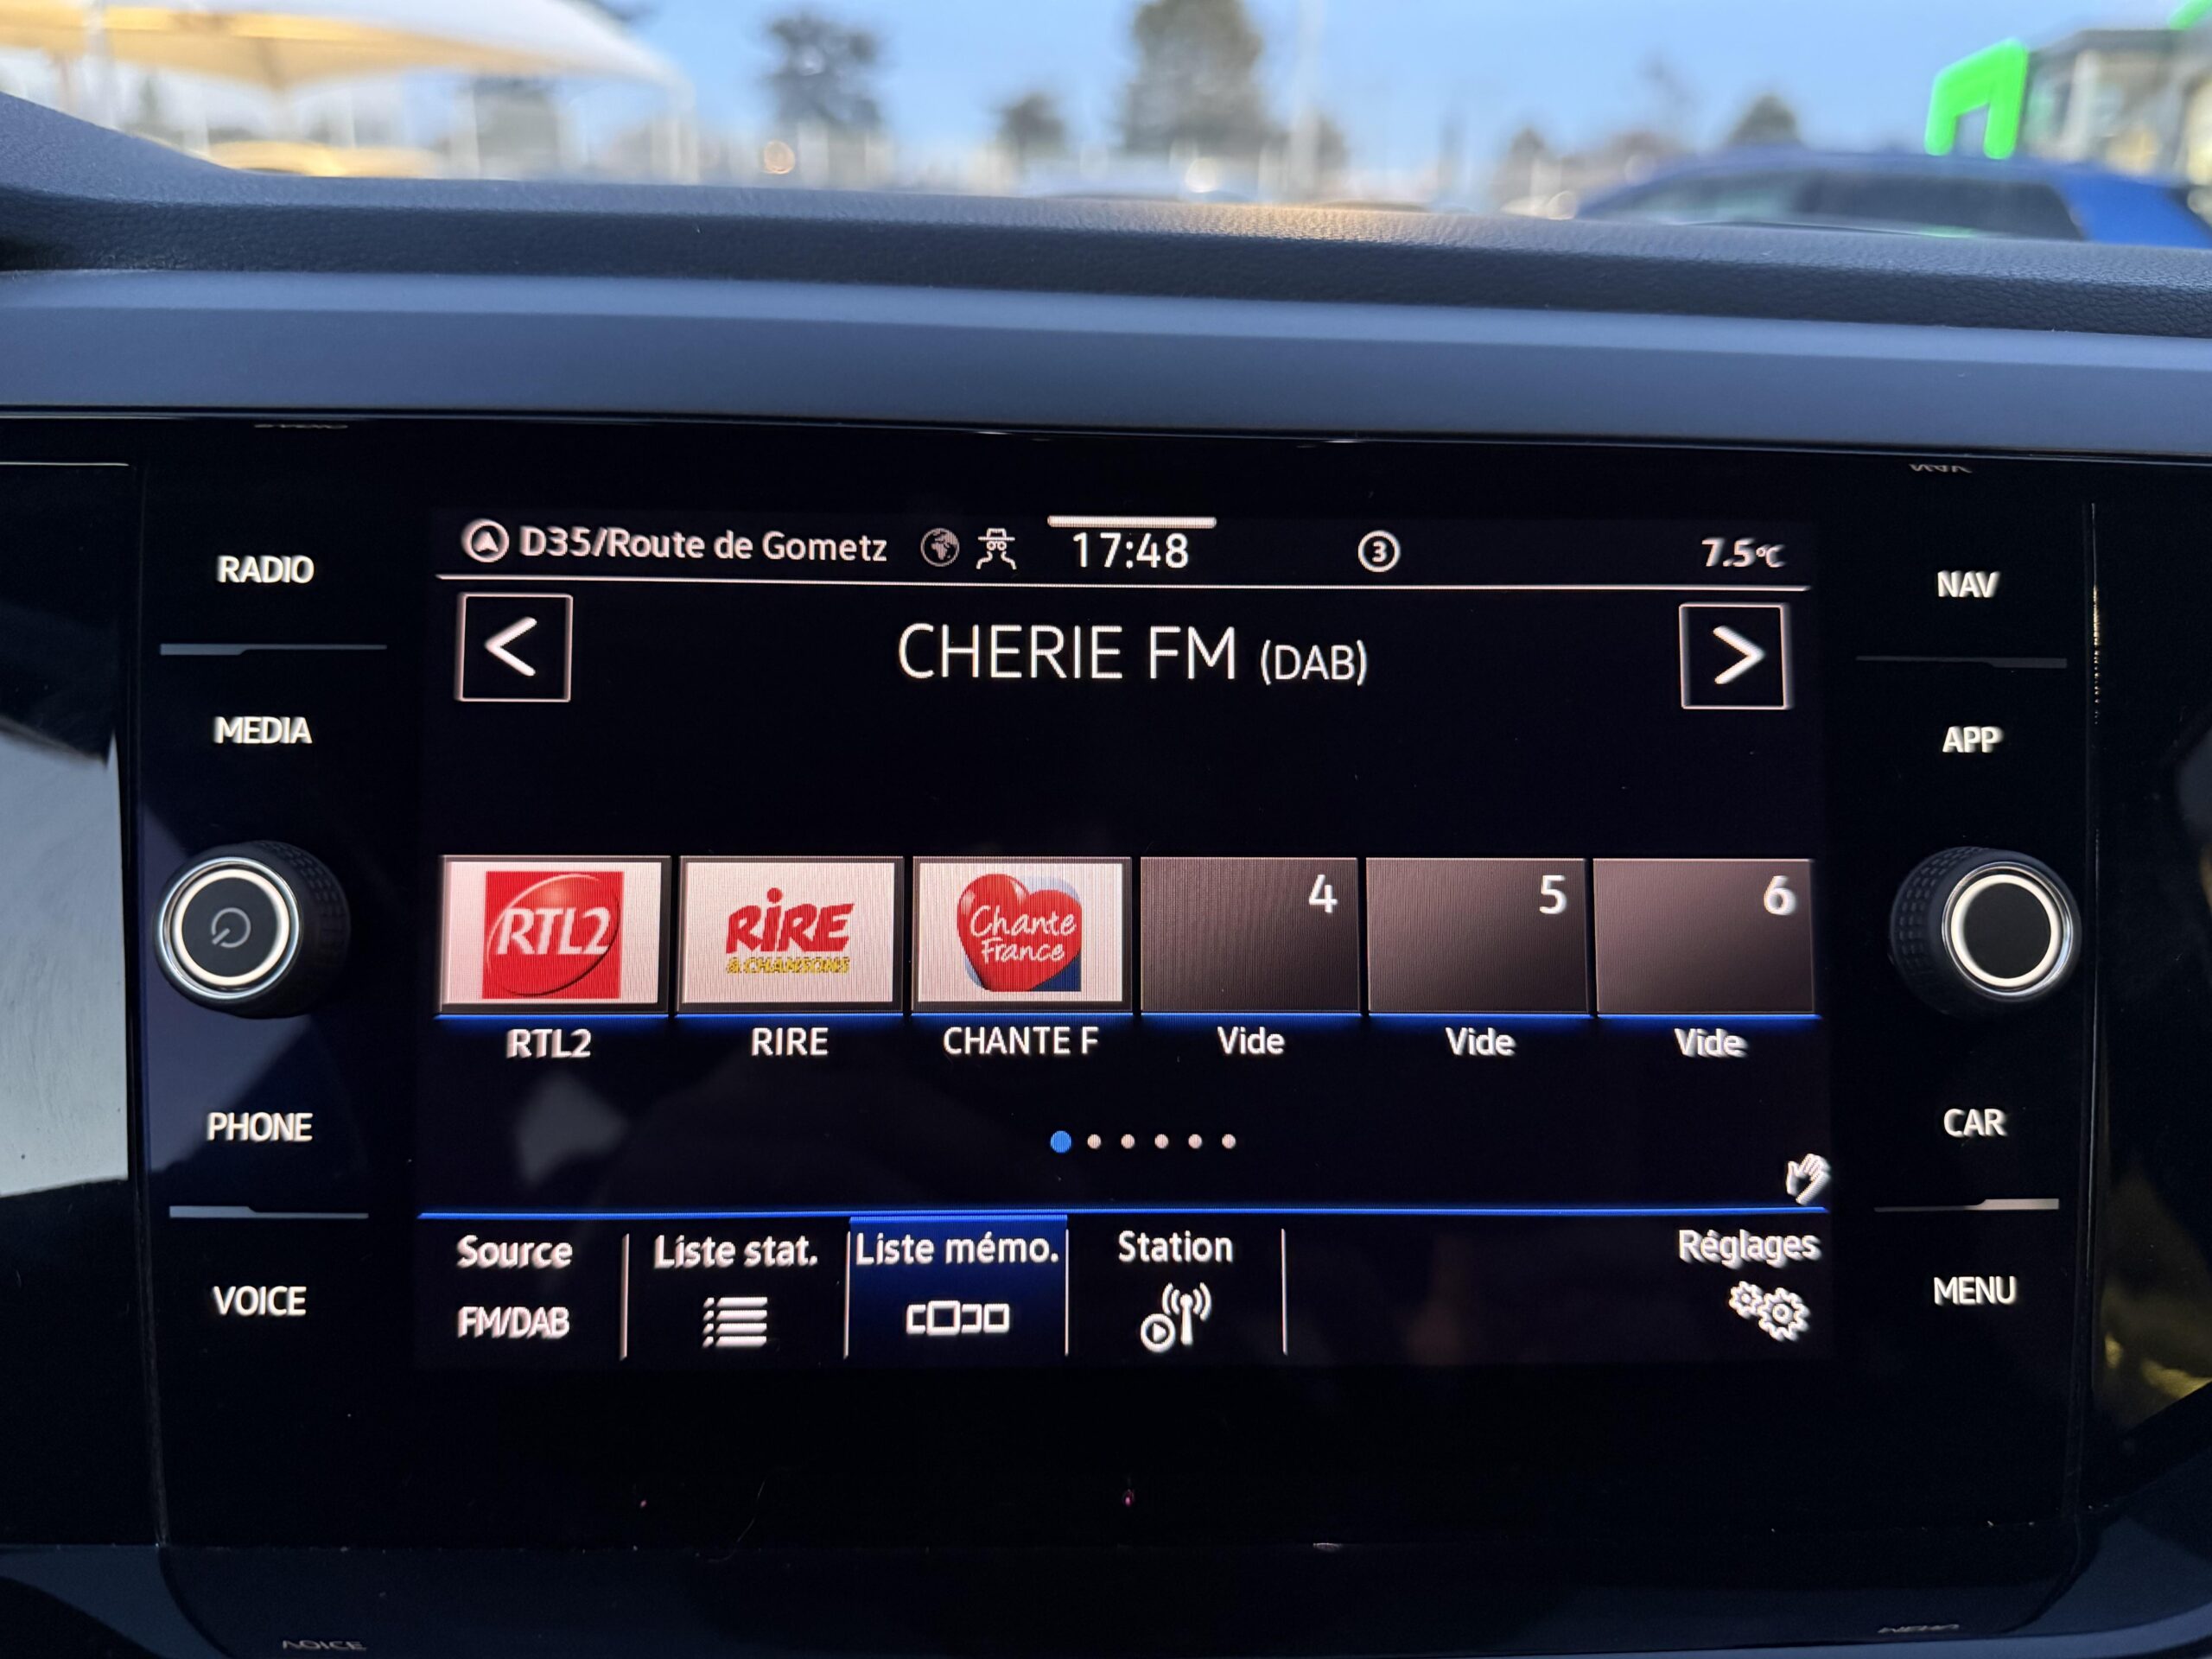 D35/Route de Gometz 17:48 3 7.5°C
RADIO
NAV
CHERIE FM (DAB)
MEDIA
APP
RTL2
RiRE
& CHANSONS
Chante
France
4
5
6
RTL2
RIRE
CHANTE F
Vide
Vide
Vide
PHONE
CAR
Source
FM/DAB
Liste stat.
Liste mémo.
Station
Réglages
VOICE
MENU